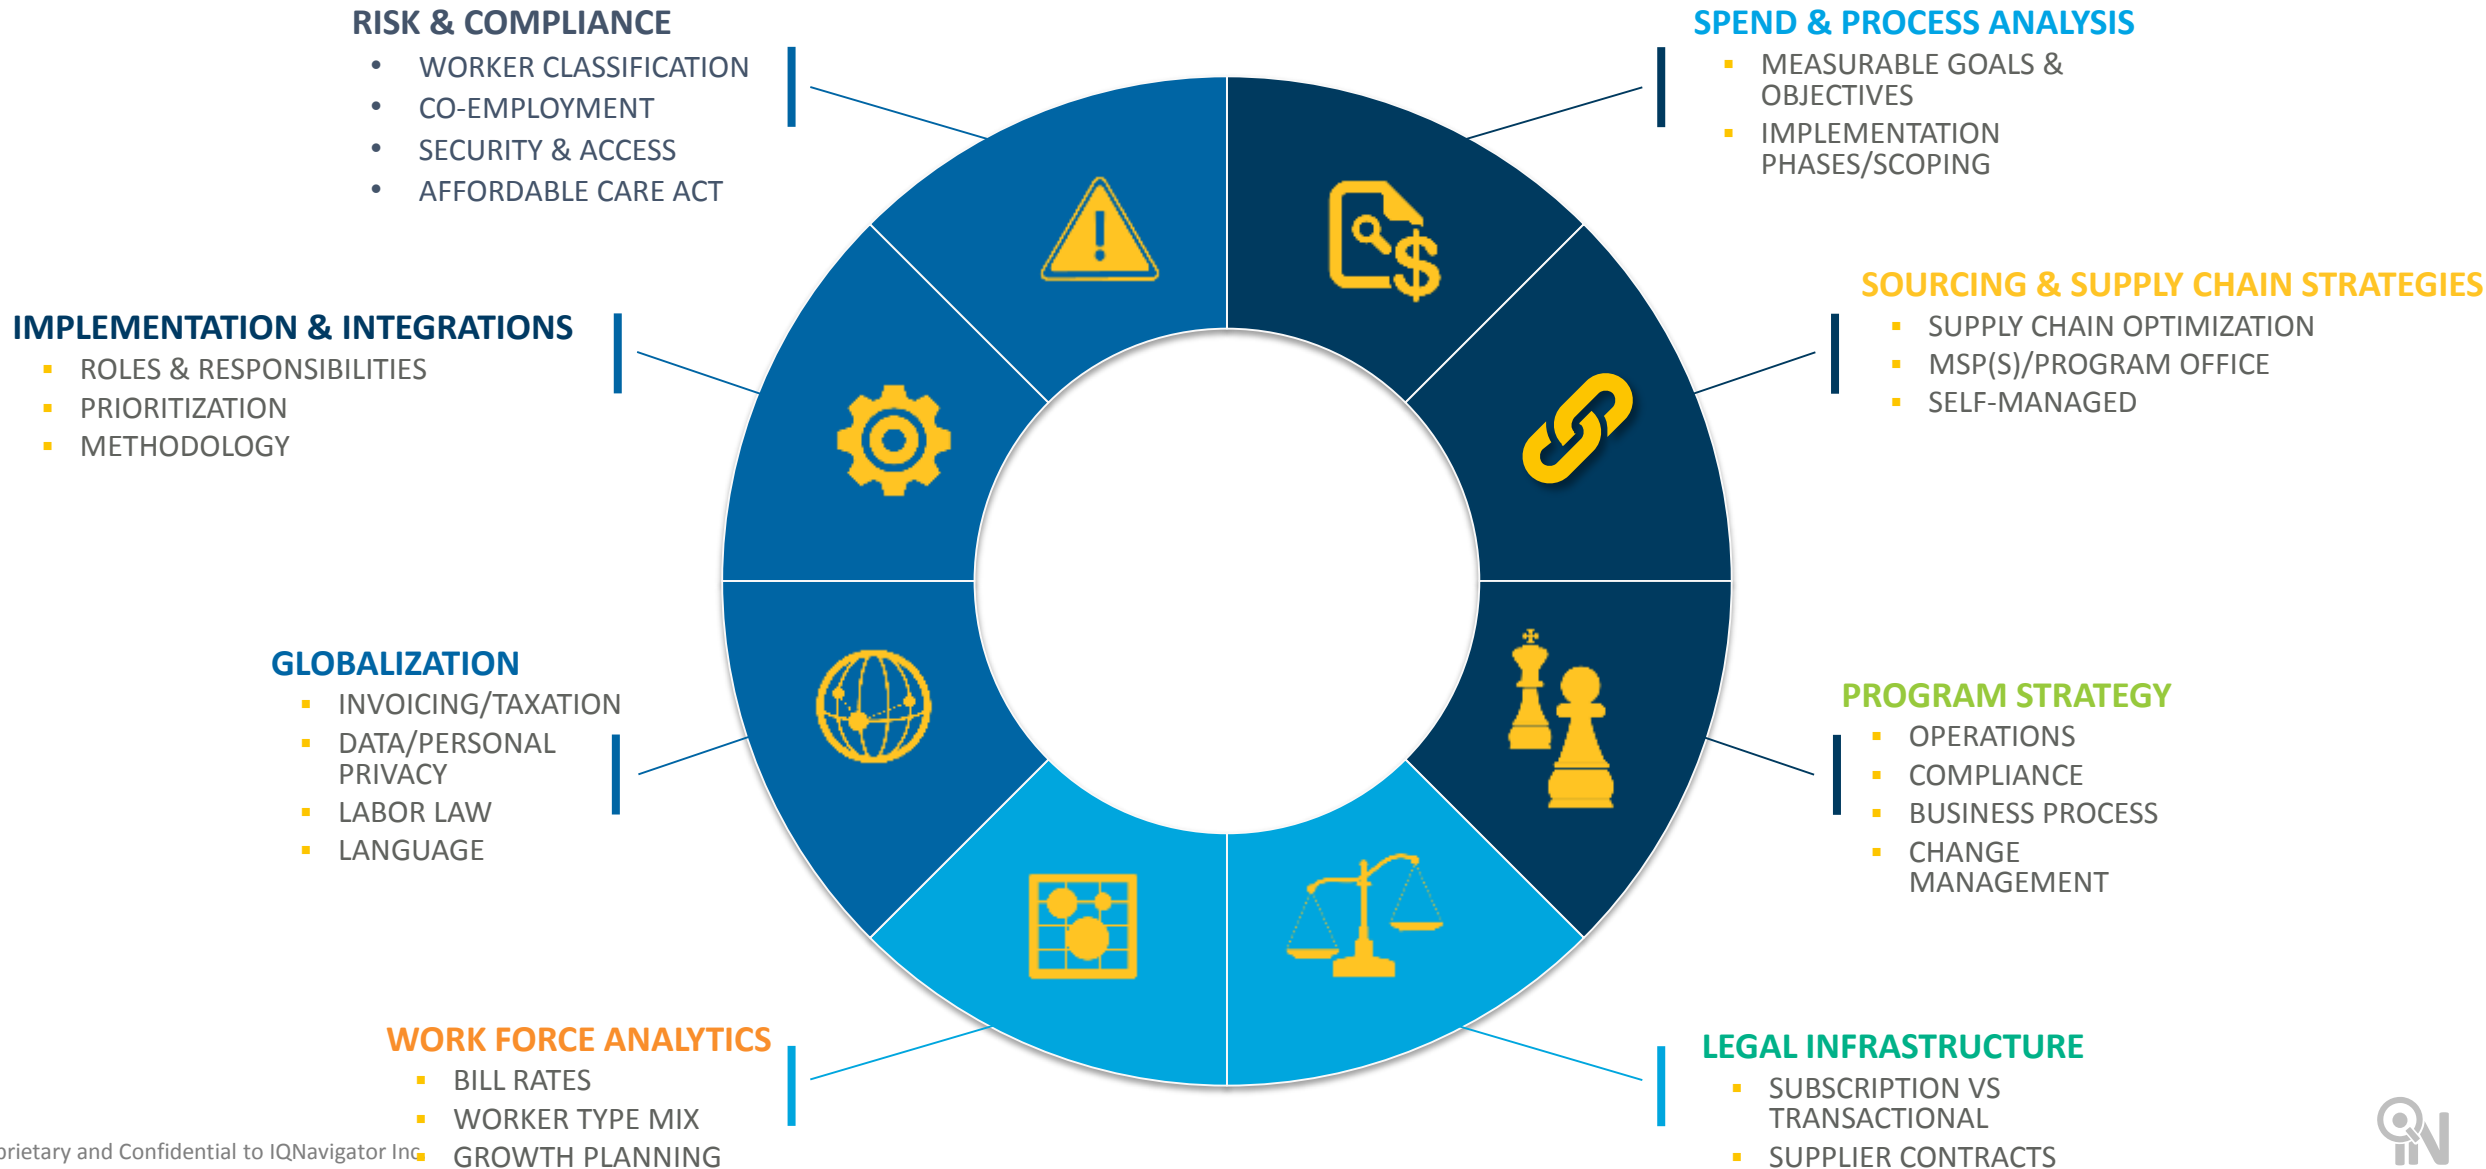 RISK & COMPLIANCE
• WORKER CLASSIFICATION
• CO-EMPLOYMENT
• SECURITY & ACCESS
• AFFORDABLE CARE ACT
SPEND & PROCESS ANALYSIS
▪ MEASURABLE GOALS &
OBJECTIVES
▪ IMPLEMENTATION
PHASES/SCOPING
IMPLEMENTATION & INTEGRATIONS
▪ ROLES & RESPONSIBILITIES
▪ PRIORITIZATION
▪ METHODOLOGY
SOURCING & SUPPLY CHAIN STRATEGIES
▪ SUPPLY CHAIN OPTIMIZATION
▪ MSP(S)/PROGRAM OFFICE
▪ SELF-MANAGED
GLOBALIZATION
▪ INVOICING/TAXATION
▪ DATA/PERSONAL
PRIVACY
▪ LABOR LAW
▪ LANGUAGE
PROGRAM STRATEGY
▪ OPERATIONS
▪ COMPLIANCE
▪ BUSINESS PROCESS
▪ CHANGE
MANAGEMENT
WORK FORCE ANALYTICS
▪ BILL RATES
▪ WORKER TYPE MIX
▪ GROWTH PLANNING
LEGAL INFRASTRUCTURE
▪ SUBSCRIPTION VS
TRANSACTIONAL
▪ SUPPLIER CONTRACTS
prietary and Confidential to IQNavigator Inc
IQN